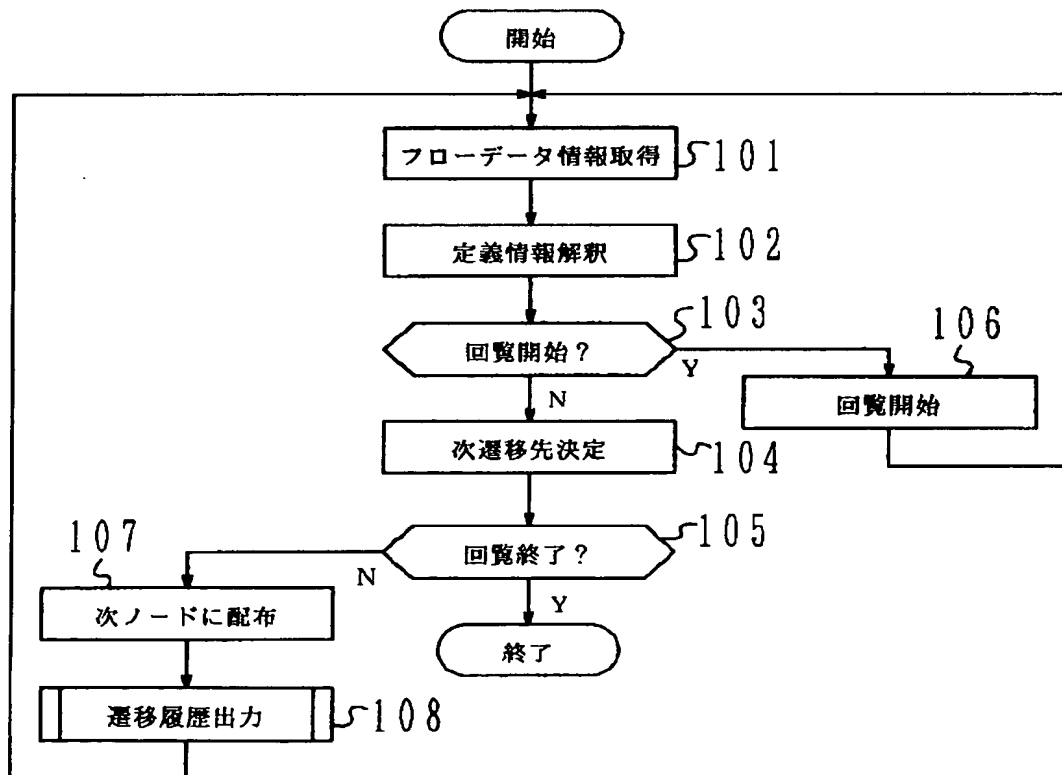 開始
フローデータ情報取得
101
定義情報解釈
102
103
回覧開始?
Y
N
106
回覧開始
次遷移先決定
104
105
回覧終了?
N
Y
107
次ノードに配布
終了
遷移履歴出力
108